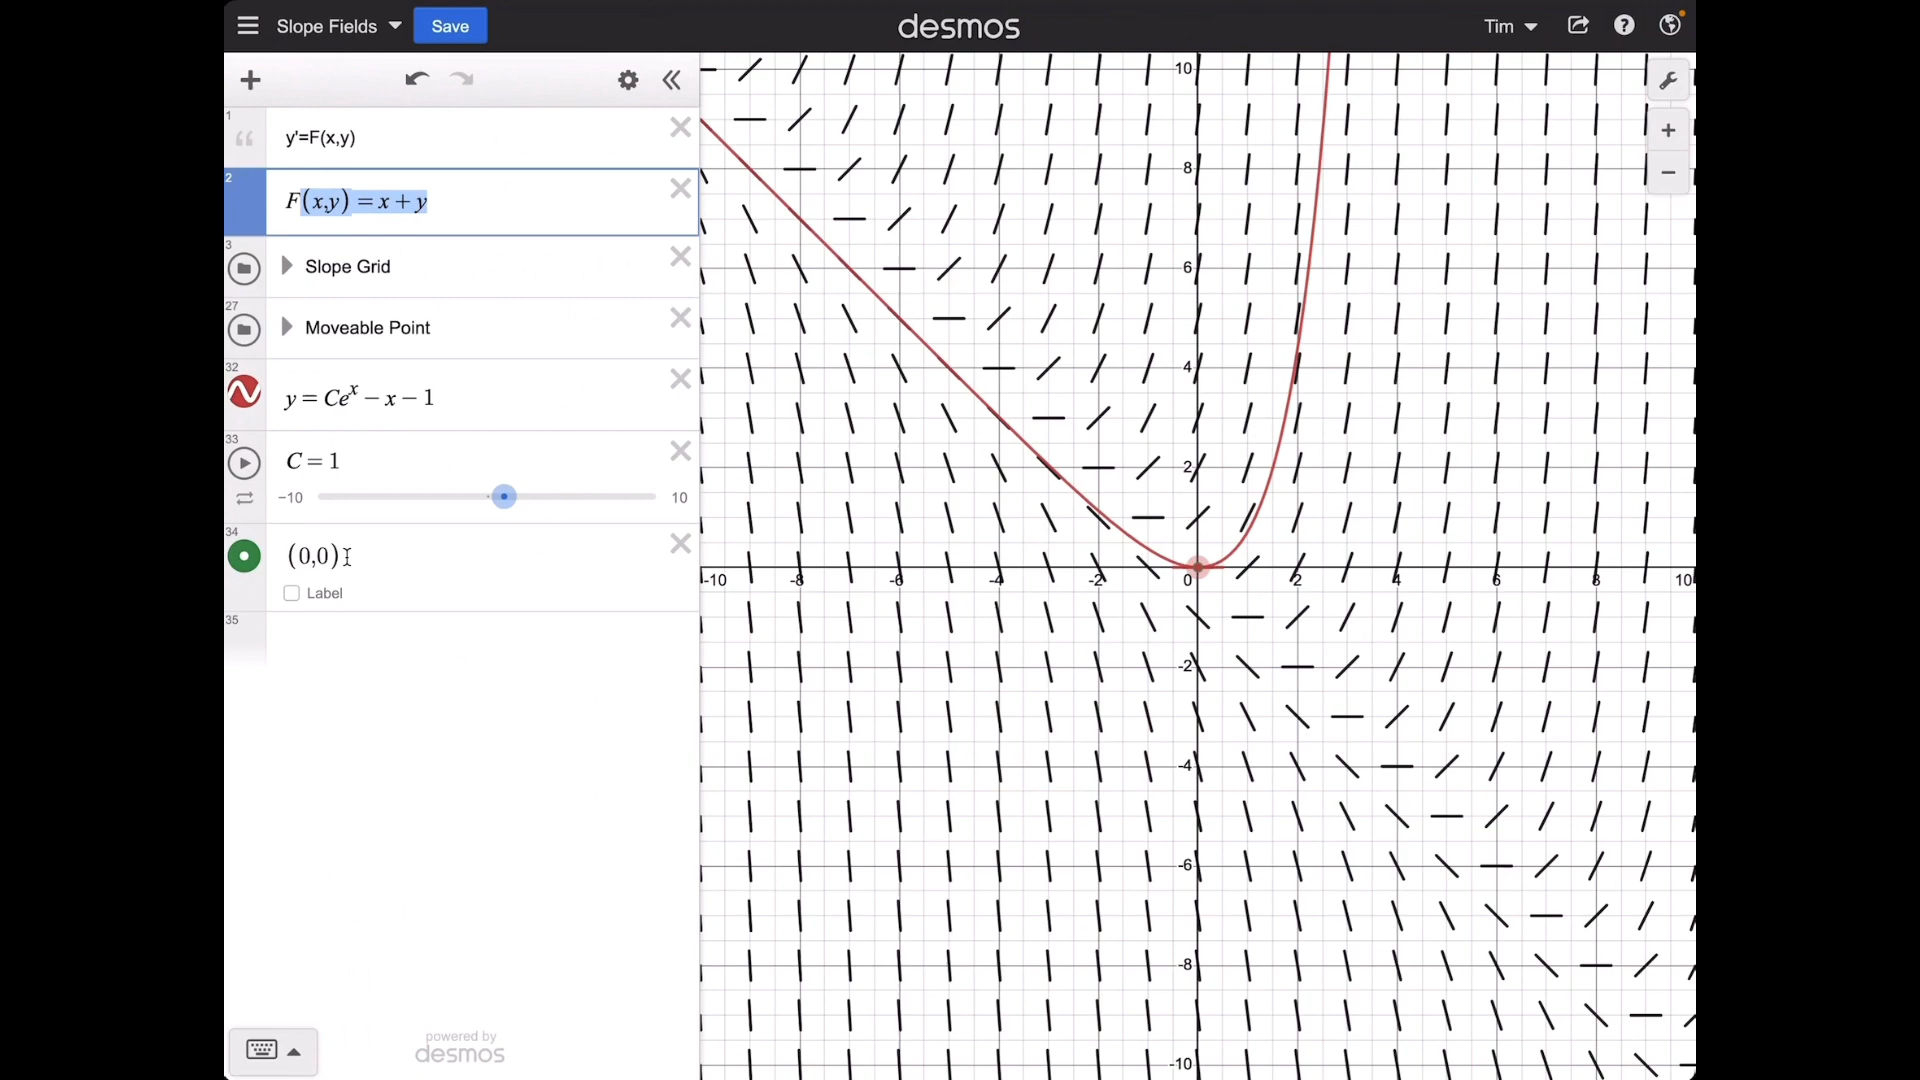 Slope Fields
Save
desmos
Tim
1
y'=F(x,y)
2
F(x,y) = x + y
3
Slope Grid
27
Moveable Point
32
y = Ce^x − x − 1
33
C = 1
−10
10
34
(0,0)
Label
35
powered by
desmos
10
8
6
4
2
-10 -8 -6 -4 -2 0 2 4 6 8 10
-2
-4
-6
-8
-10